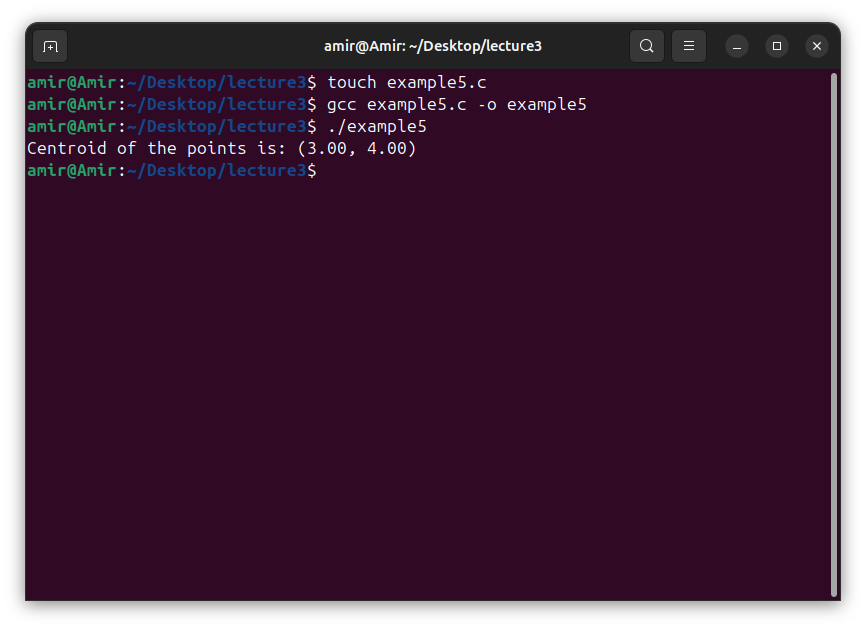 amir@Amir: ~/Desktop/lecture3
amir@Amir:~/Desktop/lecture3$ touch example5.c
amir@Amir:~/Desktop/lecture3$ gcc example5.c -o example5
amir@Amir:~/Desktop/lecture3$ ./example5
Centroid of the points is: (3.00, 4.00)
amir@Amir:~/Desktop/lecture3$